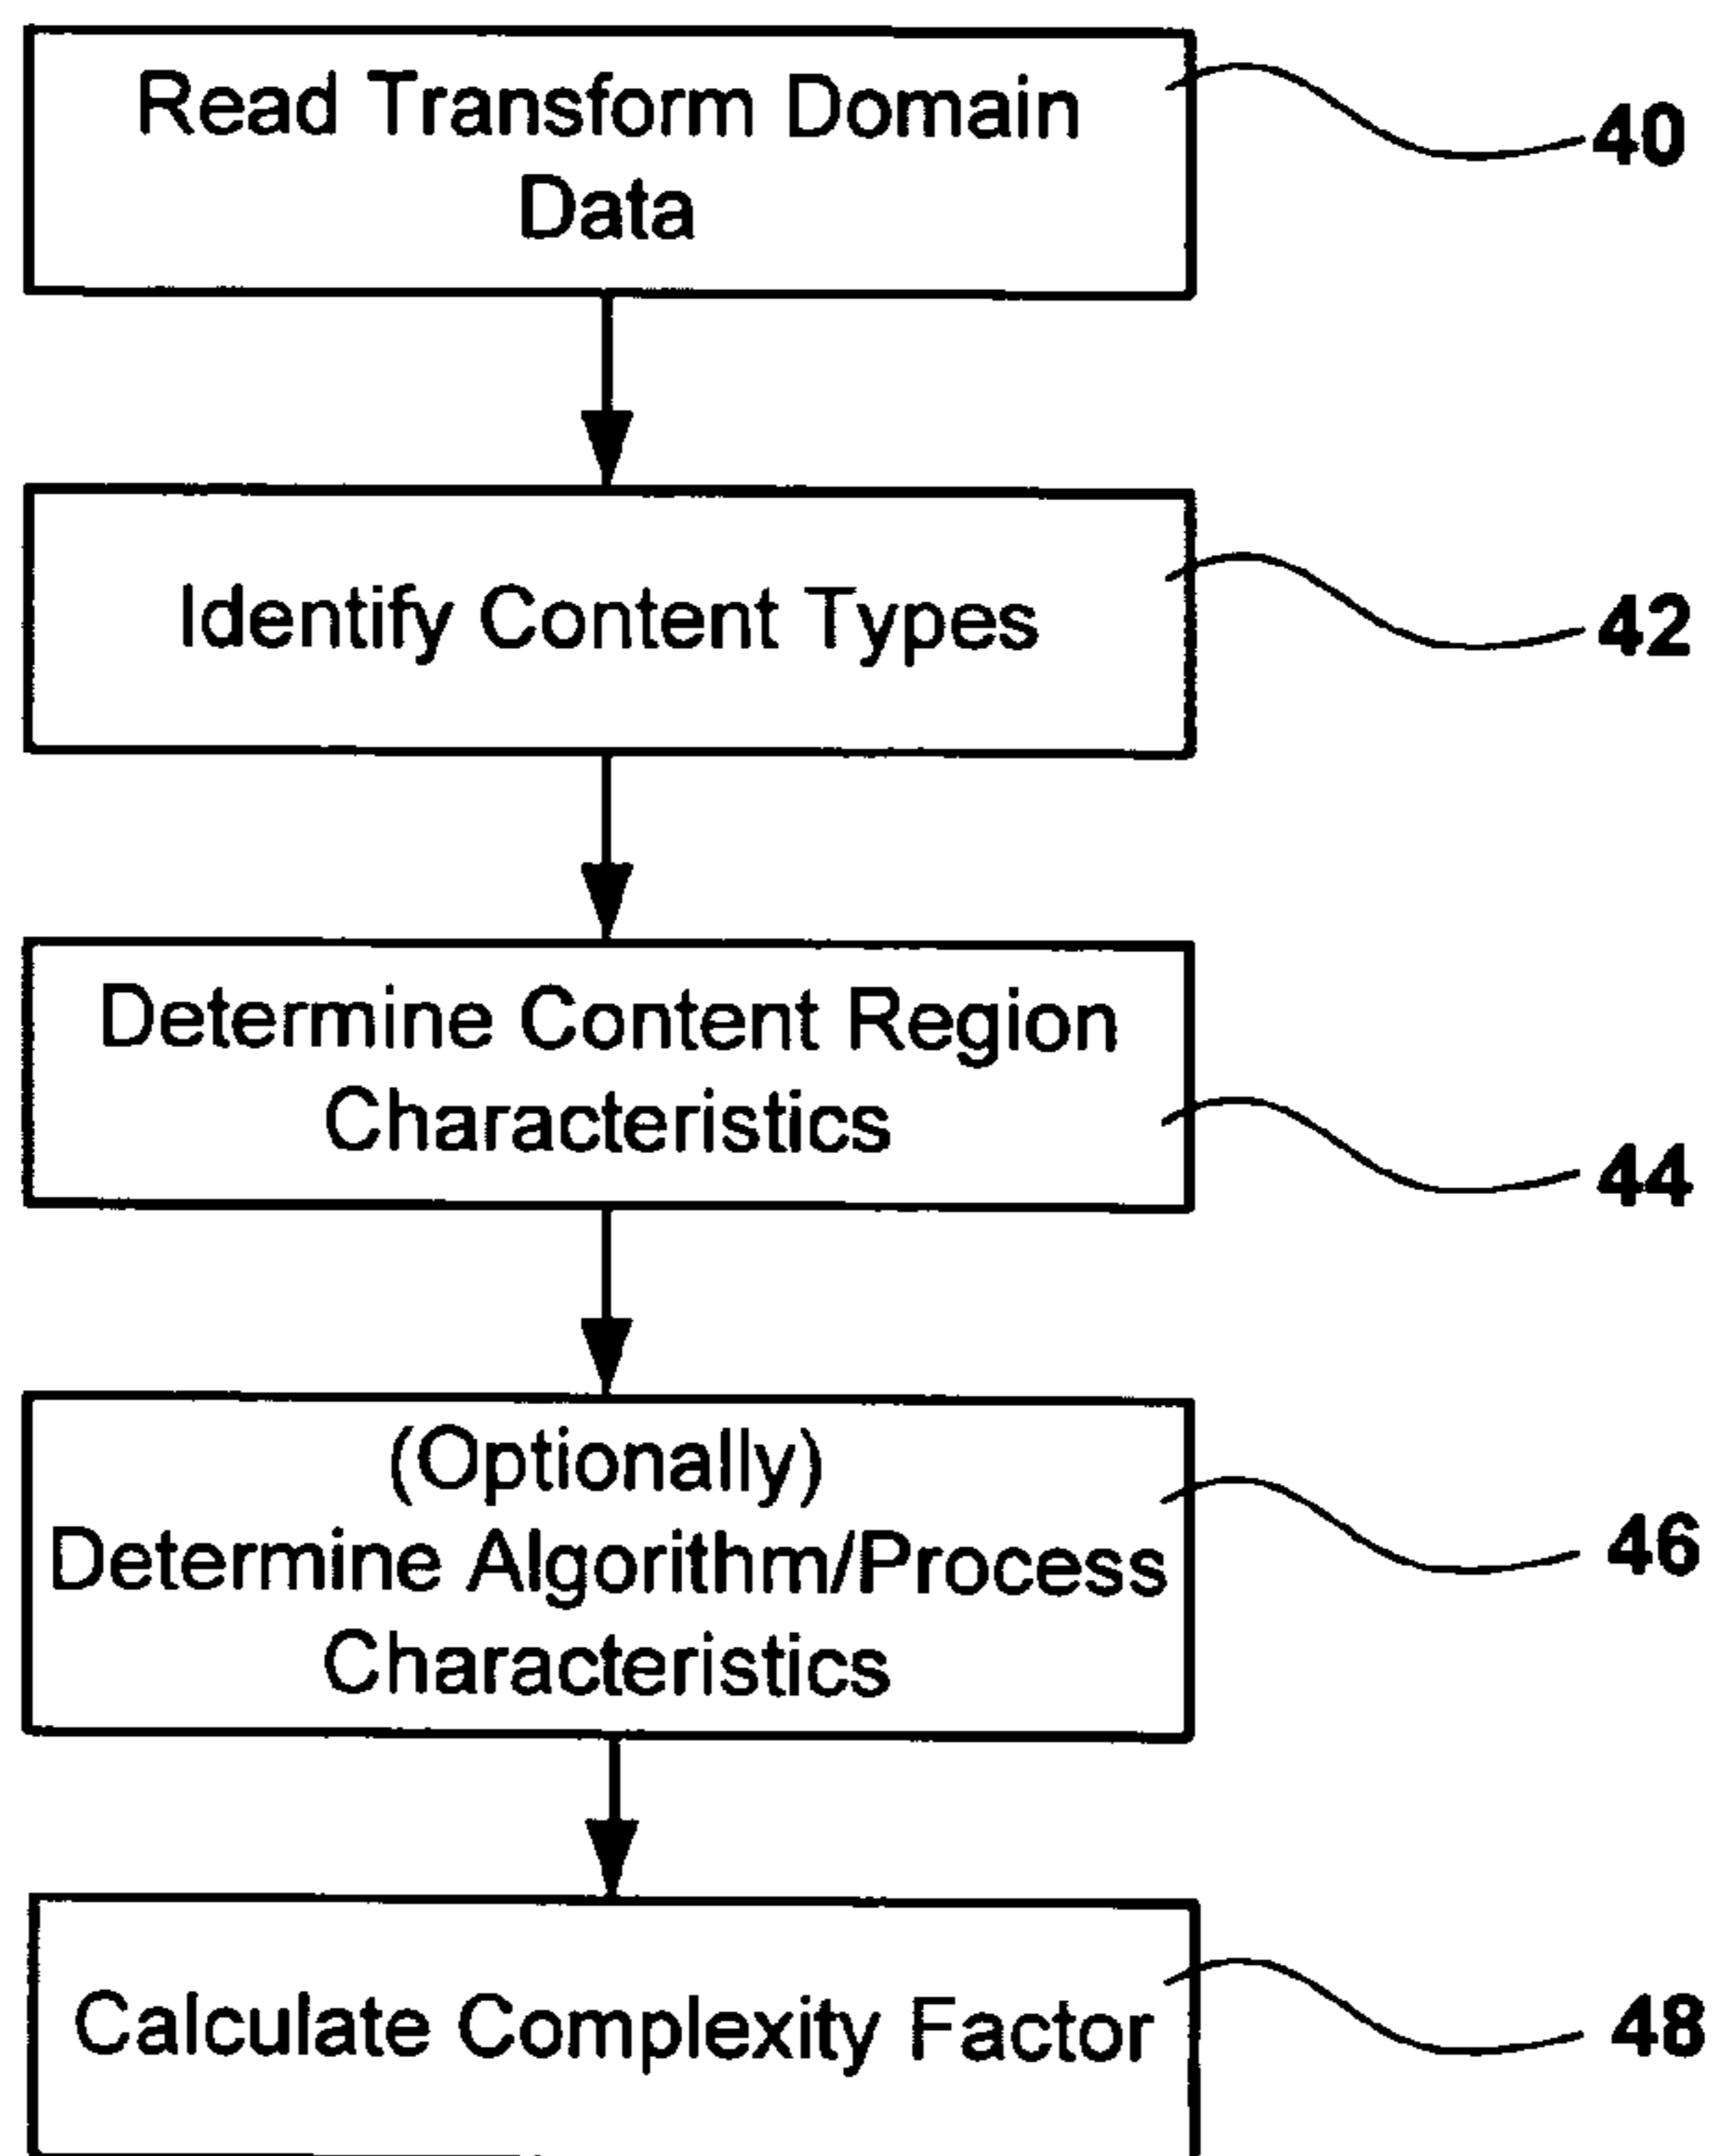 Read Transform Domain
Data
40
Identify Content Types
42
Determine Content Region
Characteristics
44
(Optionally)
Determine Algorithm/Process
Characteristics
46
Calculate Complexity Factor
48